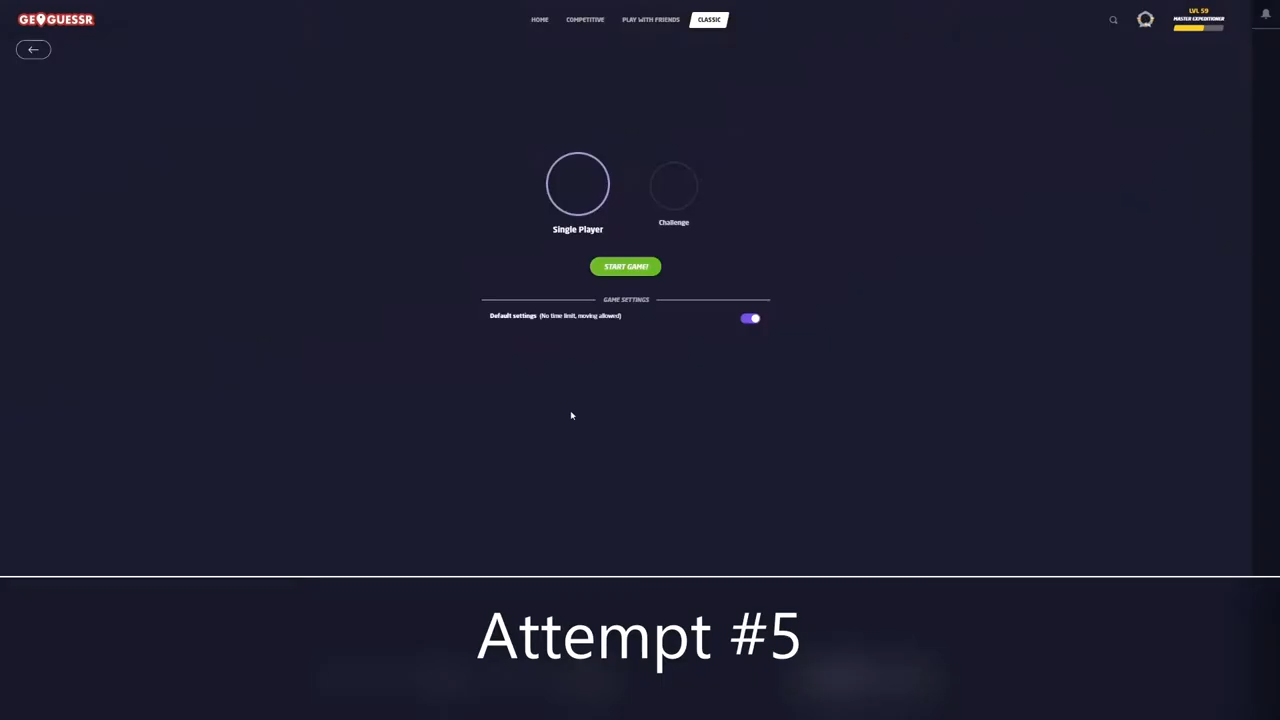 GEOGUESSR
HOME COMPETITIVE PLAY WITH FRIENDS CLASSIC
LVL 59
MASTER EXPEDITIONER
Single Player
Challenge
START GAME!
GAME SETTINGS
Default settings (No time limit, moving allowed)
Attempt #5